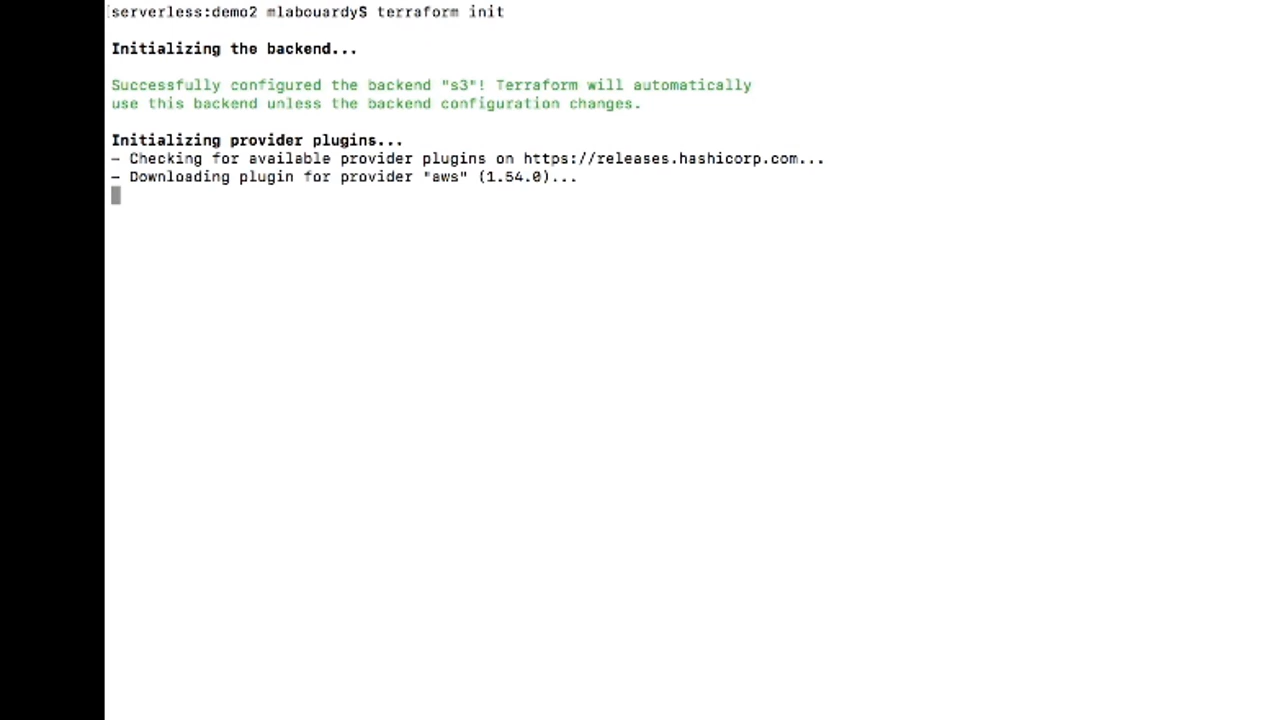 serverless:demo2 mlabouardy$ terraform init
Initializing the backend...
Successfully configured the backend "s3"! Terraform will automatically
use this backend unless the backend configuration changes.
Initializing provider plugins...
- Checking for available provider plugins on https://releases.hashicorp.com...
- Downloading plugin for provider "aws" (1.54.0)...